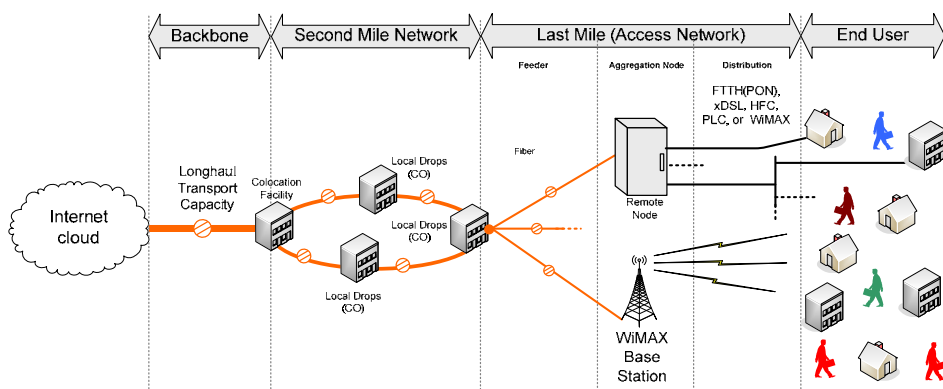 Backbone
Second Mile Network
Last Mile (Access Network)
End User
Feeder
Aggregation Node
Distribution
FTTH(PON),
xDSL, HFC,
PLC, or WiMAX
Fiber
Longhaul
Transport
Capacity
Colocation
Facility
Local Drops
(CO)
Local Drops
(CO)
Local Drops
(CO)
Internet
cloud
Remote
Node
WiMAX
Base
Station